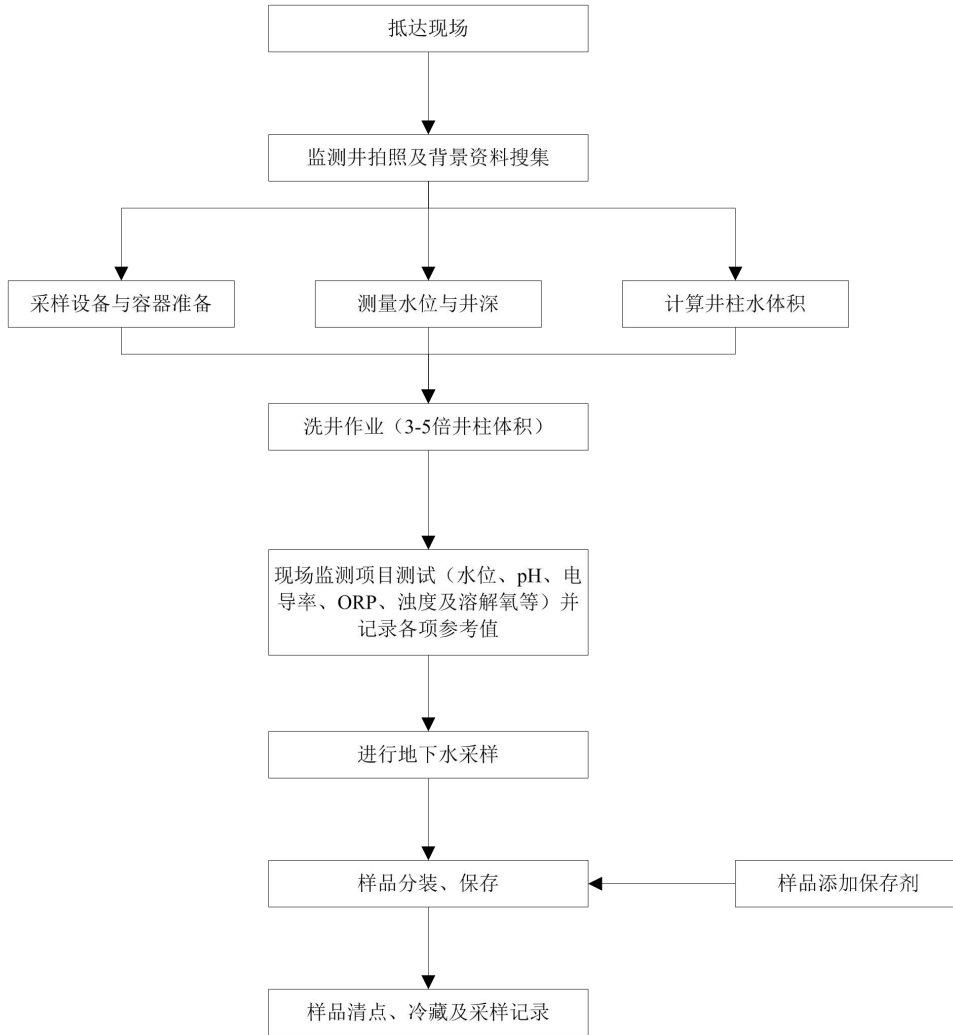 抵达现场
监测井拍照及背景资料搜集
采样设备与容器准备
测量水位与井深
计算井柱水体积
洗井作业（3-5倍井柱体积）
现场监测项目测试（水位、pH、电
导率、ORP、浊度及溶解氧等）并
记录各项参考值
进行地下水采样
样品分装、保存
样品添加保存剂
样品清点、冷藏及采样记录